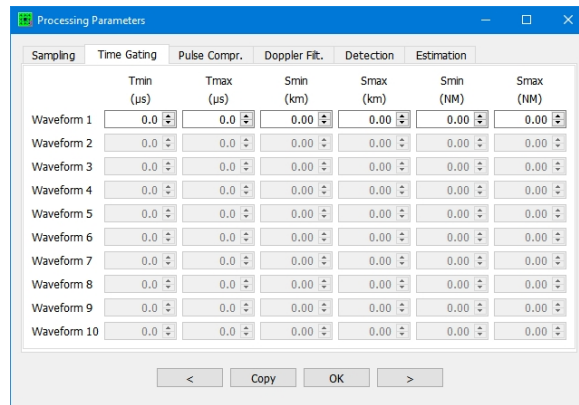 Processing Parameters
Sampling Time Gating Pulse Compr. Doppler Filt. Detection Estimation
Tmin Tmax Smin Smax Smin Smax
(µs) (µs) (km) (km) (NM) (NM)
Waveform 1 0.0 0.0 0.00 0.00 0.00 0.00
Waveform 2 0.0 0.0 0.00 0.00 0.00 0.00
Waveform 3 0.0 0.0 0.00 0.00 0.00 0.00
Waveform 4 0.0 0.0 0.00 0.00 0.00 0.00
Waveform 5 0.0 0.0 0.00 0.00 0.00 0.00
Waveform 6 0.0 0.0 0.00 0.00 0.00 0.00
Waveform 7 0.0 0.0 0.00 0.00 0.00 0.00
Waveform 8 0.0 0.0 0.00 0.00 0.00 0.00
Waveform 9 0.0 0.0 0.00 0.00 0.00 0.00
Waveform 10 0.0 0.0 0.00 0.00 0.00 0.00
< Copy OK >